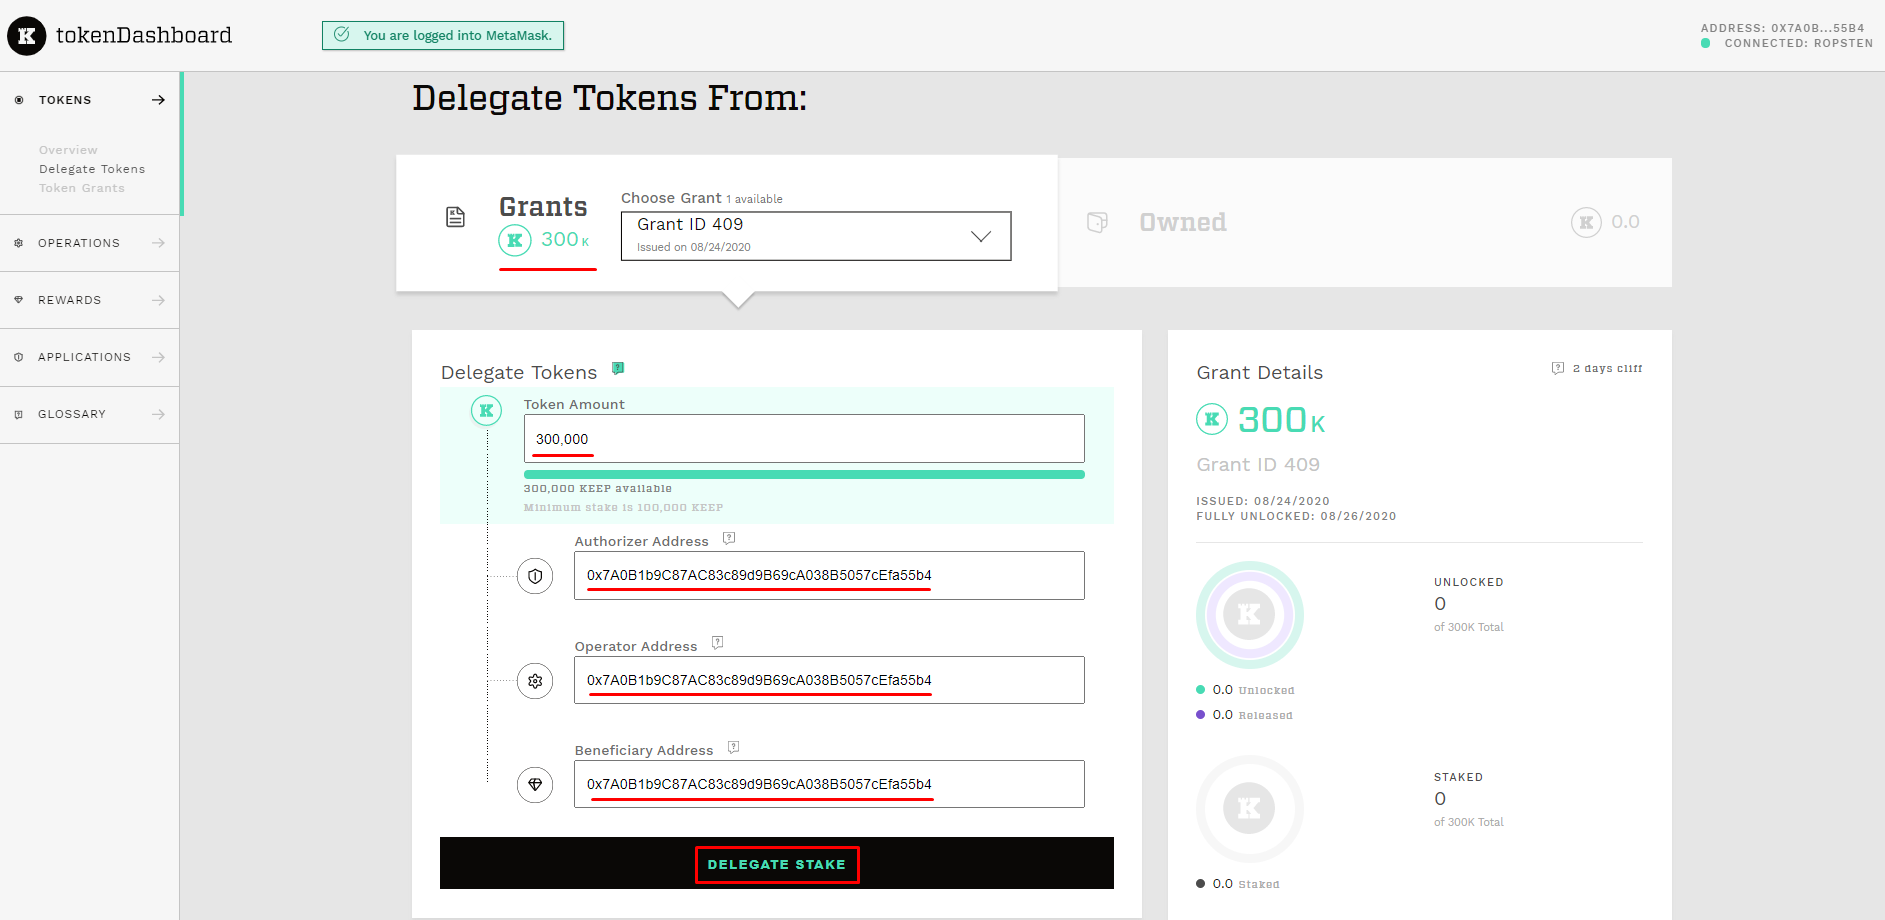 K tokenDashboard
You are logged into MetaMask.
ADDRESS: 0X7A0B...55B4
CONNECTED: ROPSTEN
TOKENS
Overview
Delegate Tokens
Token Grants
OPERATIONS
REWARDS
APPLICATIONS
GLOSSARY
Delegate Tokens From:
Grants
K 300 K
Choose Grant 1 available
Grant ID 409
Issued on 08/24/2020
Owned
K 0.0
Delegate Tokens ?
K
Token Amount
300,000
300,000 KEEP available
Minimum stake is 100,000 KEEP
Authorizer Address ?
0x7A0B1b9C87AC83c89d9B69cA038B5057cEfa55b4
Operator Address ?
0x7A0B1b9C87AC83c89d9B69cA038B5057cEfa55b4
Beneficiary Address ?
0x7A0B1b9C87AC83c89d9B69cA038B5057cEfa55b4
DELEGATE STAKE
Grant Details
? 2 days cliff
K 300 K
Grant ID 409
ISSUED: 08/24/2020
FULLY UNLOCKED: 08/26/2020
K
UNLOCKED
0
of 300K Total
0.0 Unlocked
0.0 Released
K
STAKED
0
of 300K Total
0.0 Staked